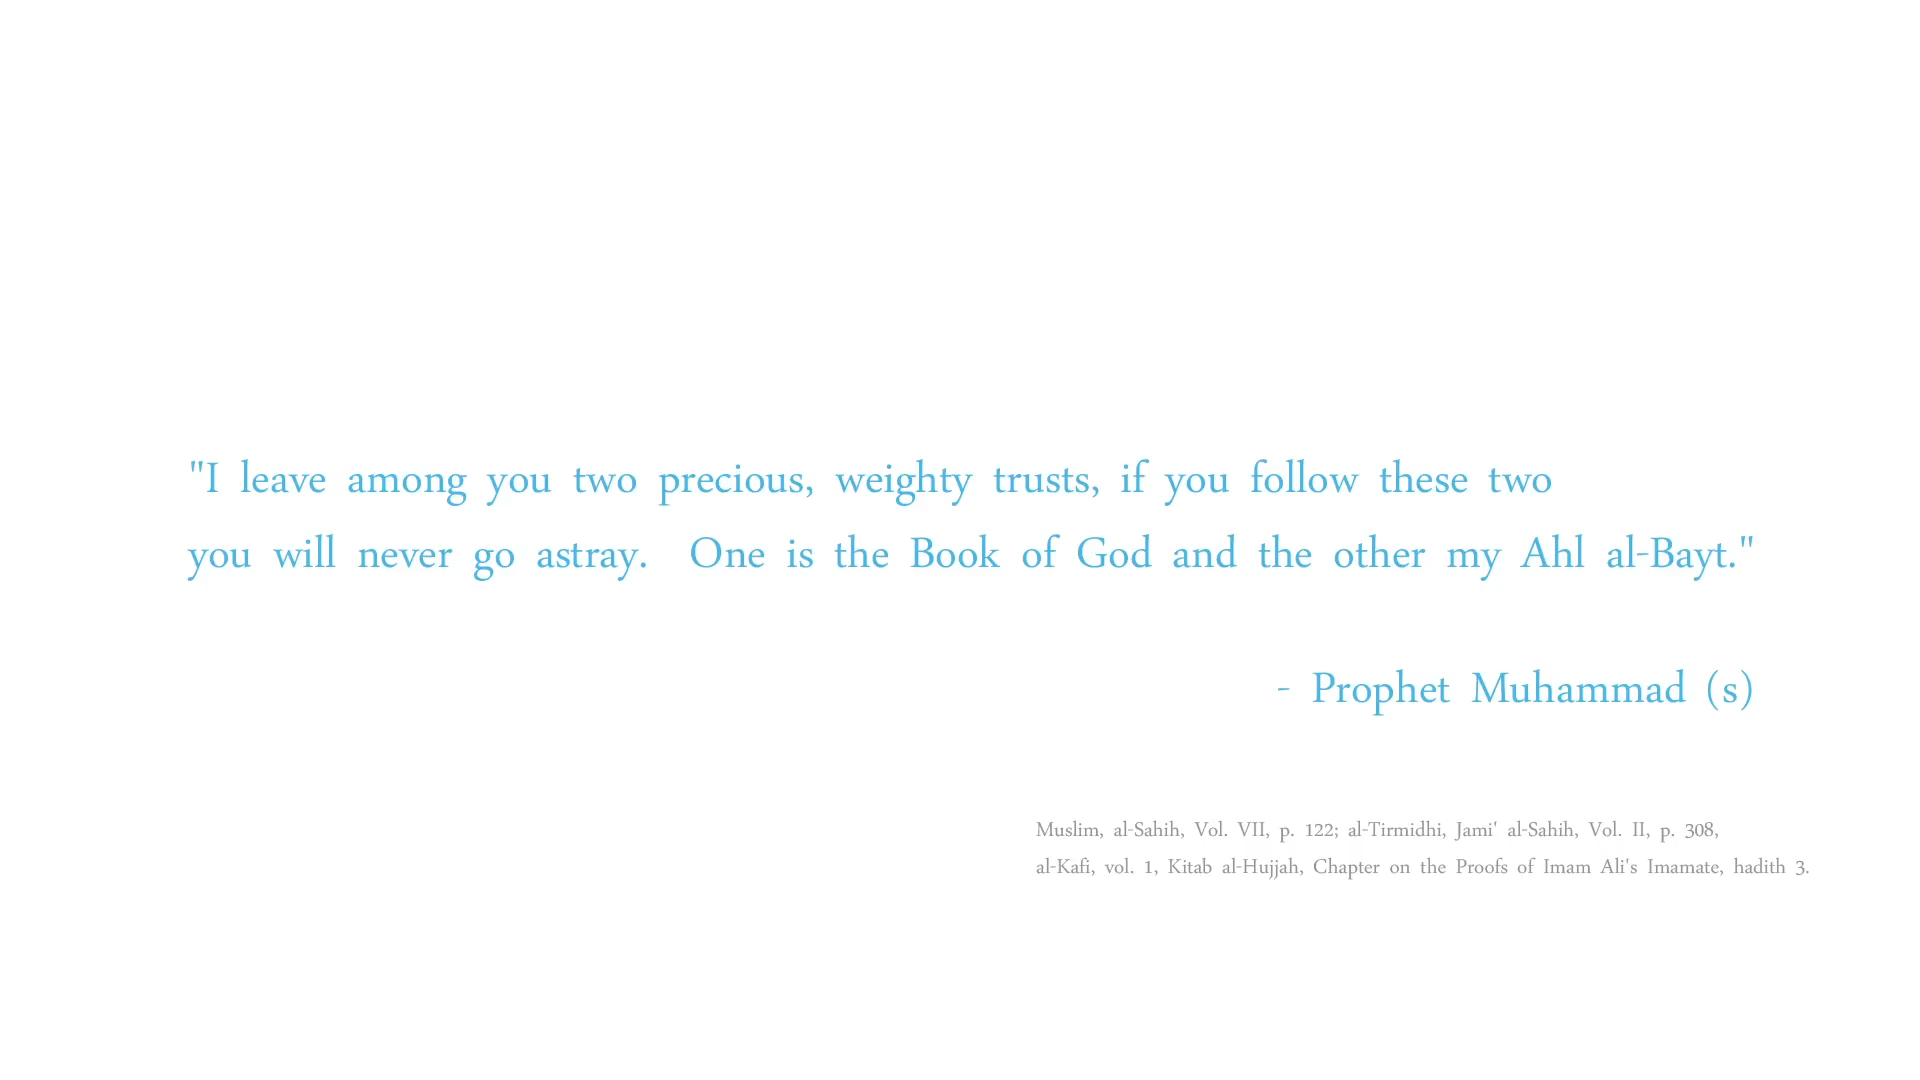 "I leave among you two precious, weighty trusts, if you follow these two
you will never go astray.  One is the Book of God and the other my Ahl al-Bayt."
- Prophet Muhammad (s)
Muslim, al-Sahih, Vol. VII, p. 122; al-Tirmidhi, Jami' al-Sahih, Vol. II, p. 308,
al-Kafi, vol. 1, Kitab al-Hujjah, Chapter on the Proofs of Imam Ali's Imamate, hadith 3.